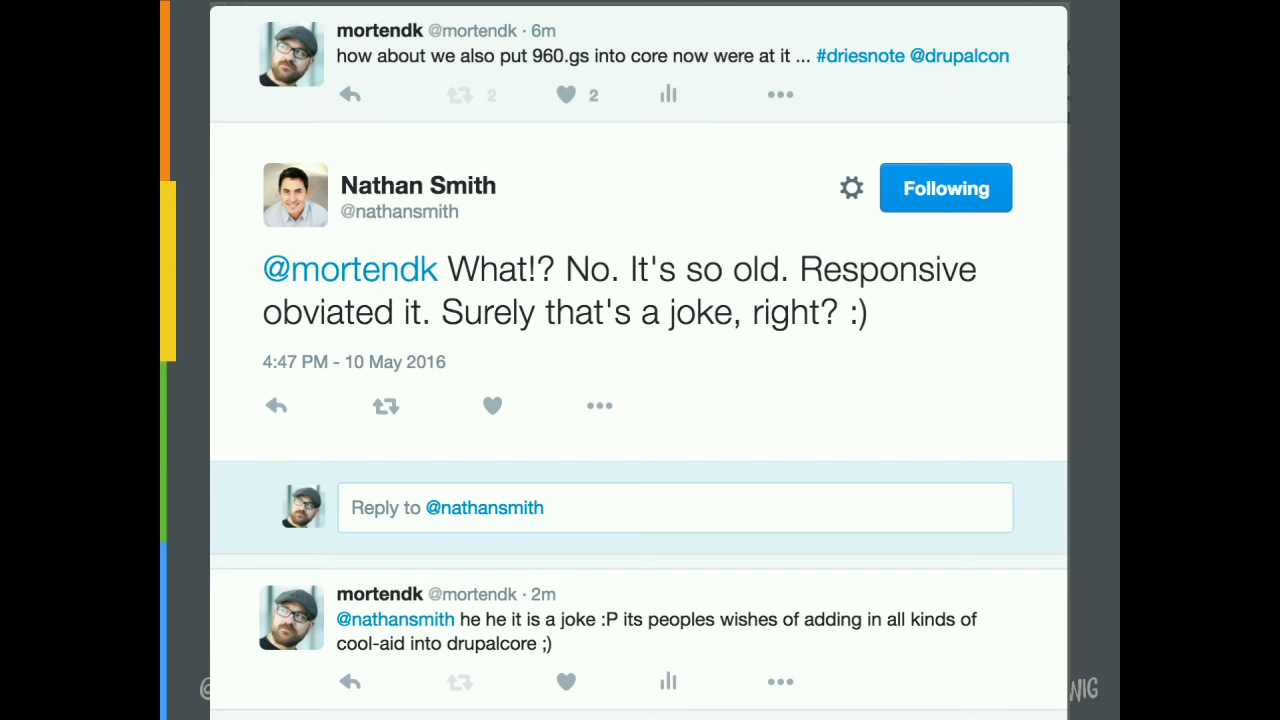 mortendk @mortendk · 6m
how about we also put 960.gs into core now were at it ... #driesnote @drupalcon
2 2
Nathan Smith
Following
@nathansmith
@mortendk What!? No. It's so old. Responsive
obviated it. Surely that's a joke, right? :)
4:47 PM - 10 May 2016
Reply to @nathansmith
mortendk @mortendk · 2m
@nathansmith he he it is a joke :P its peoples wishes of adding in all kinds of
cool-aid into drupalcore ;)